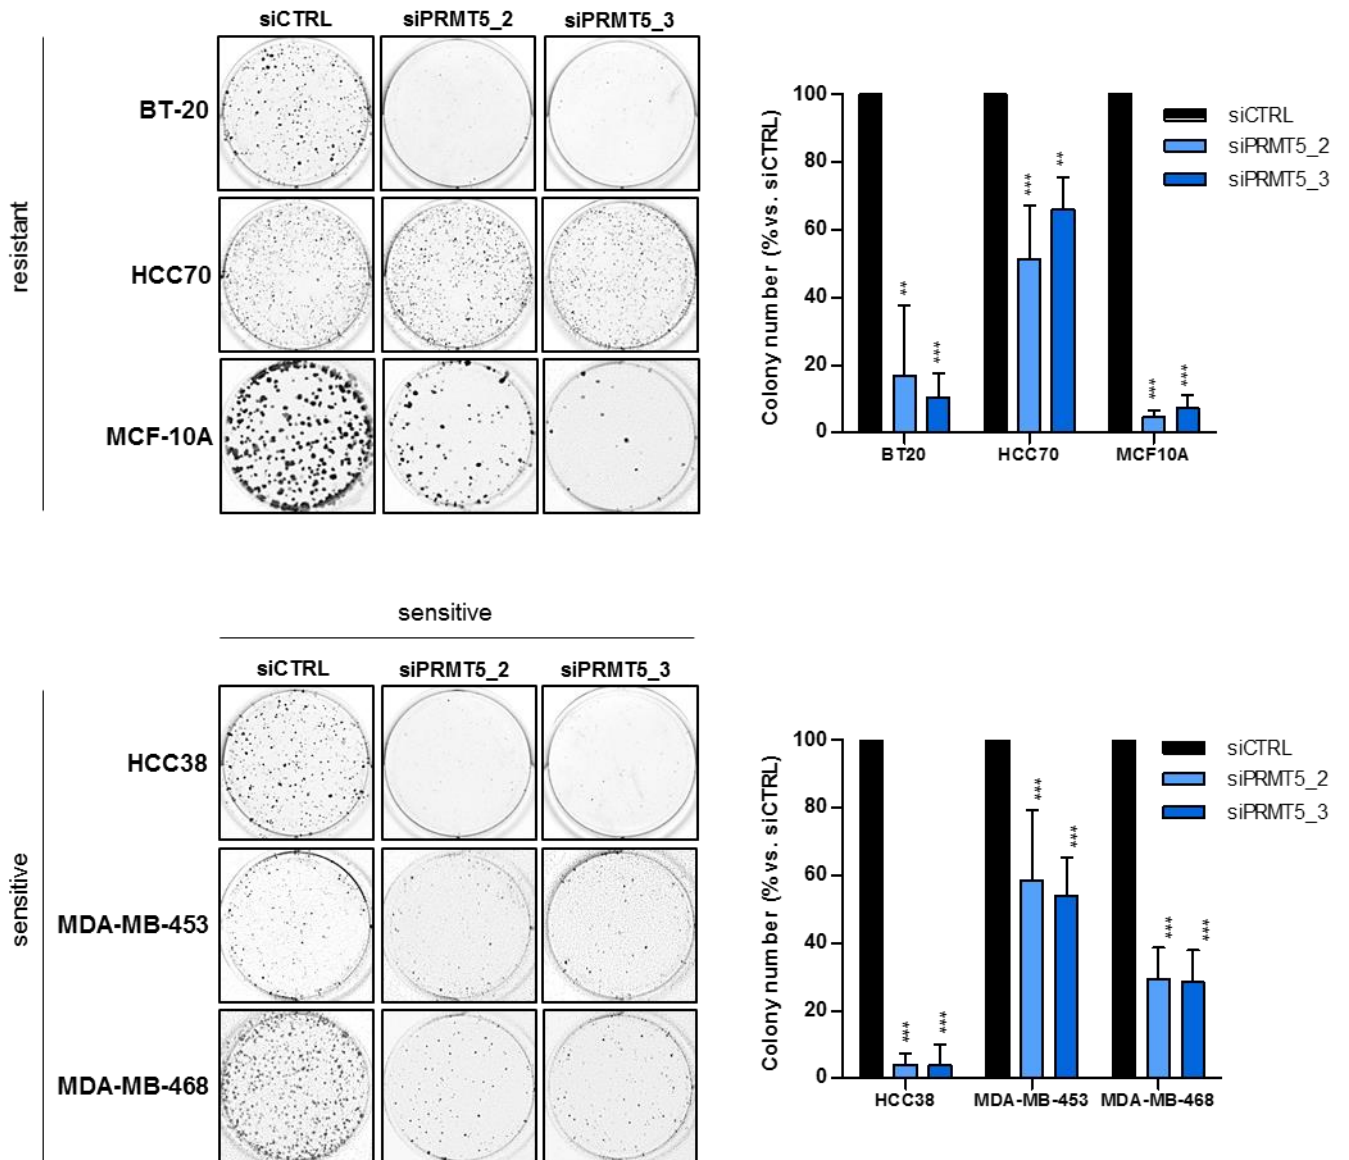 siCTRL siPRMT5_2 siPRMT5_3
resistant
BT-20
HCC70
MCF-10A
Colony number (% vs. siCTRL)
100
80
60
40
20
0
** *** *** ** *** ***
BT20 HCC70 MCF10A
siCTRL
siPRMT5_2
siPRMT5_3
sensitive
siCTRL siPRMT5_2 siPRMT5_3
sensitive
HCC38
MDA-MB-453
MDA-MB-468
Colony number (% vs. siCTRL)
100
80
60
40
20
0
*** *** *** *** *** ***
HCC38 MDA-MB-453 MDA-MB-468
siCTRL
siPRMT5_2
siPRMT5_3